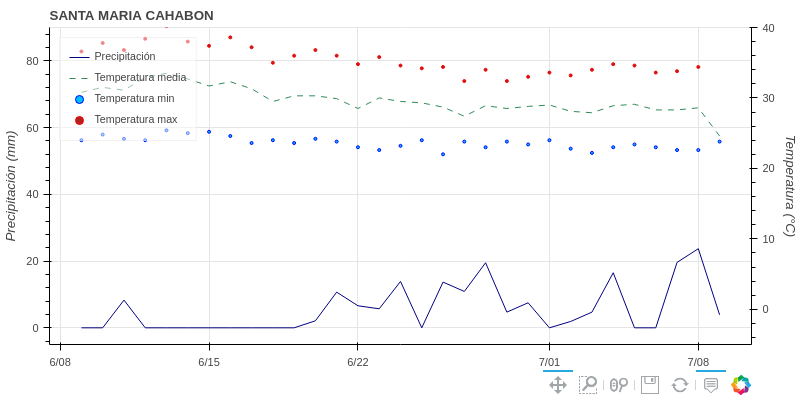 SANTA MARIA CAHABON
Precipitación
Temperatura media
Temperatura min
Temperatura max
80
60
40
20
0
Precipitación (mm)
40
30
20
10
0
Temperatura (°C)
6/08
6/15
6/22
7/01
7/08